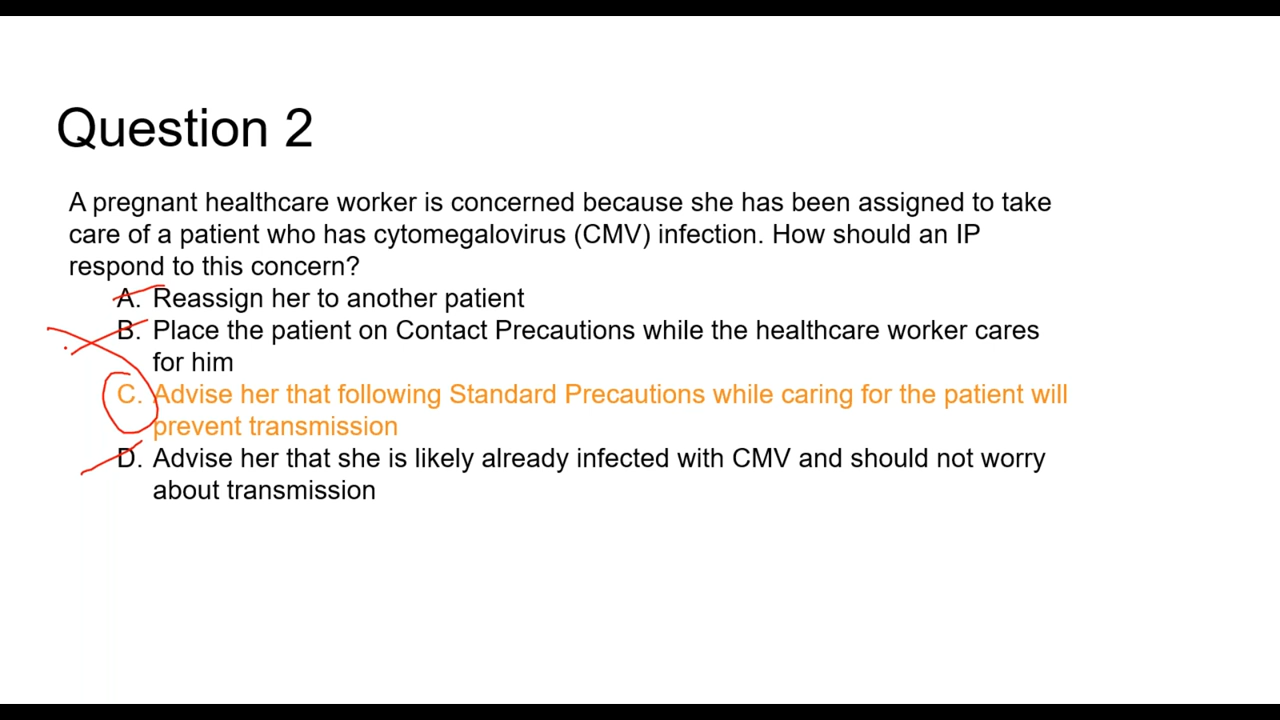 Question 2
A pregnant healthcare worker is concerned because she has been assigned to take
care of a patient who has cytomegalovirus (CMV) infection. How should an IP
respond to this concern?
A. Reassign her to another patient
B. Place the patient on Contact Precautions while the healthcare worker cares
for him
C. Advise her that following Standard Precautions while caring for the patient will
prevent transmission
D. Advise her that she is likely already infected with CMV and should not worry
about transmission